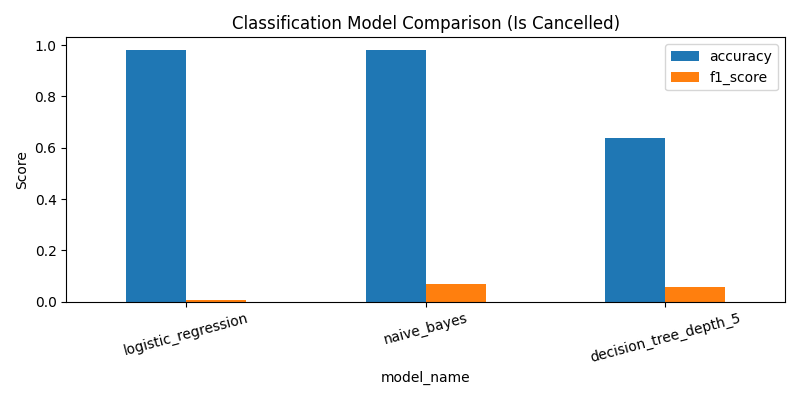 Classification Model Comparison (Is Cancelled)
accuracy
f1_score
Score
1.0
0.8
0.6
0.4
0.2
0.0
logistic_regression
naive_bayes
decision_tree_depth_5
model_name